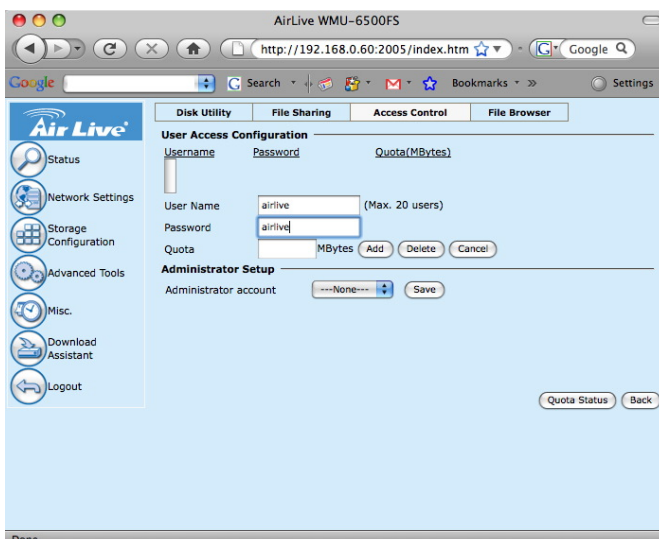 AirLive WMU-6500FS
http://192.168.0.60:2005/index.htm
Google
Google
Search
Bookmarks
»
Settings
Air Live
Disk Utility
File Sharing
Access Control
File Browser
User Access Configuration
Username Password Quota(MBytes)
User Name airlive (Max. 20 users)
Password airlive
Quota MBytes Add Delete Cancel
Administrator Setup
Administrator account ---None--- Save
Status
Network Settings
Storage
Configuration
Advanced Tools
Misc.
Download
Assistant
Logout
Quota Status Back
Done